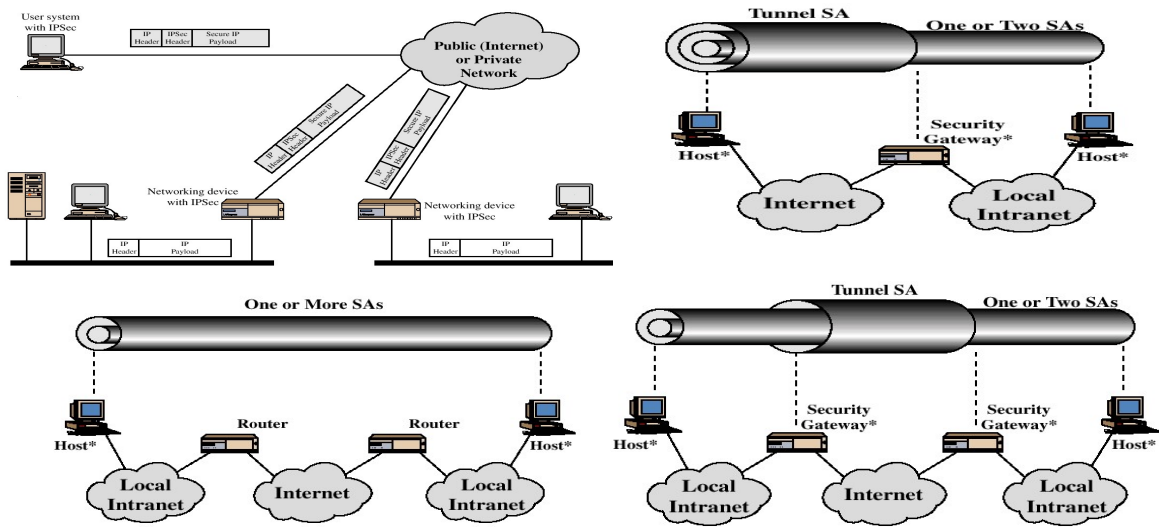 User system
with IPSec
IP
Header
IPSec
Header
Secure IP
Payload
Public (Internet)
or Private
Network
IP
Header
IPSec
Header
Secure IP
Payload
IP
Header
IPSec
Header
Secure IP
Payload
Networking device
with IPSec
Networking device
with IPSec
IP
Header
IP
Payload
IP
Header
IP
Payload
Tunnel SA
One or Two SAs
Host*
Security
Gateway*
Host*
Internet
Local
Intranet
One or More SAs
Host*
Router
Router
Host*
Local
Intranet
Internet
Local
Intranet
Tunnel SA
One or Two SAs
Host*
Security
Gateway*
Security
Gateway*
Host*
Local
Intranet
Internet
Local
Intranet